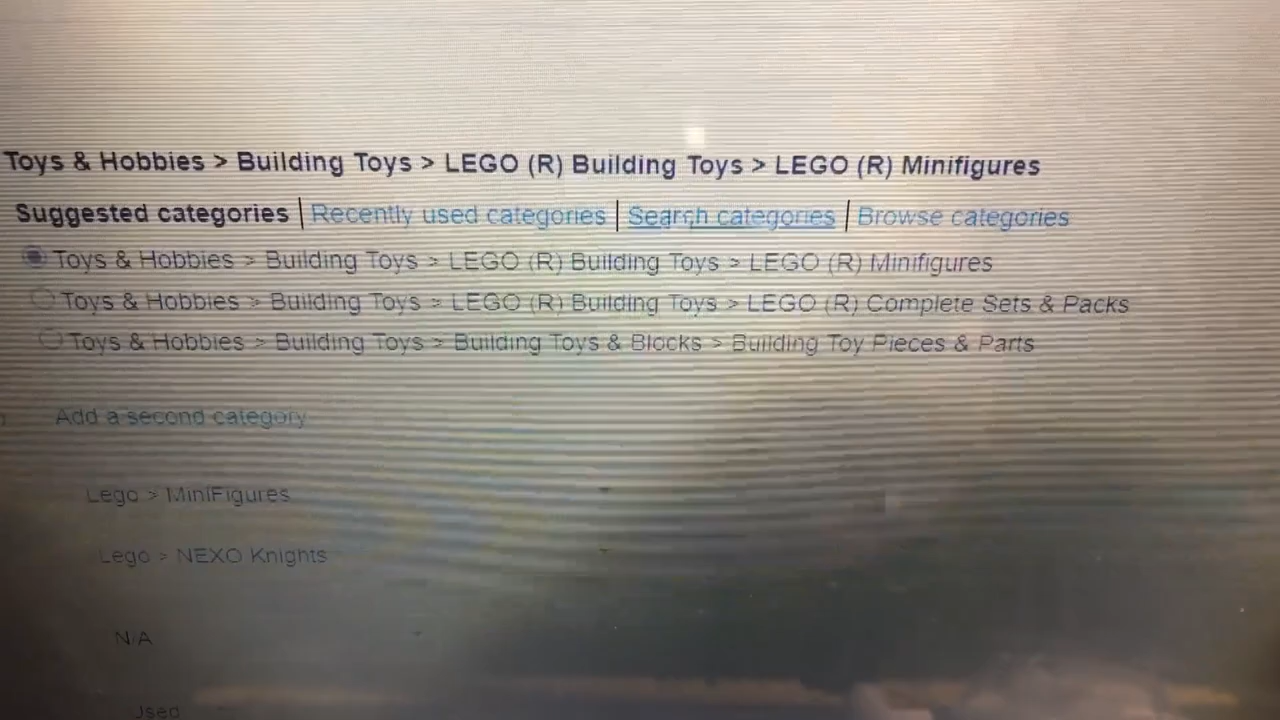 Toys & Hobbies > Building Toys > LEGO (R) Building Toys > LEGO (R) Minifigures
Suggested categories | Recently used categories | Search categories | Browse categories
Toys & Hobbies > Building Toys > LEGO (R) Building Toys > LEGO (R) Minifigures
Toys & Hobbies > Building Toys > LEGO (R) Building Toys > LEGO (R) Complete Sets & Packs
Toys & Hobbies > Building Toys > Building Toys & Blocks > Building Toy Pieces & Parts
Add a second category
Lego > MiniFigures
Lego > NEXO Knights
N/A